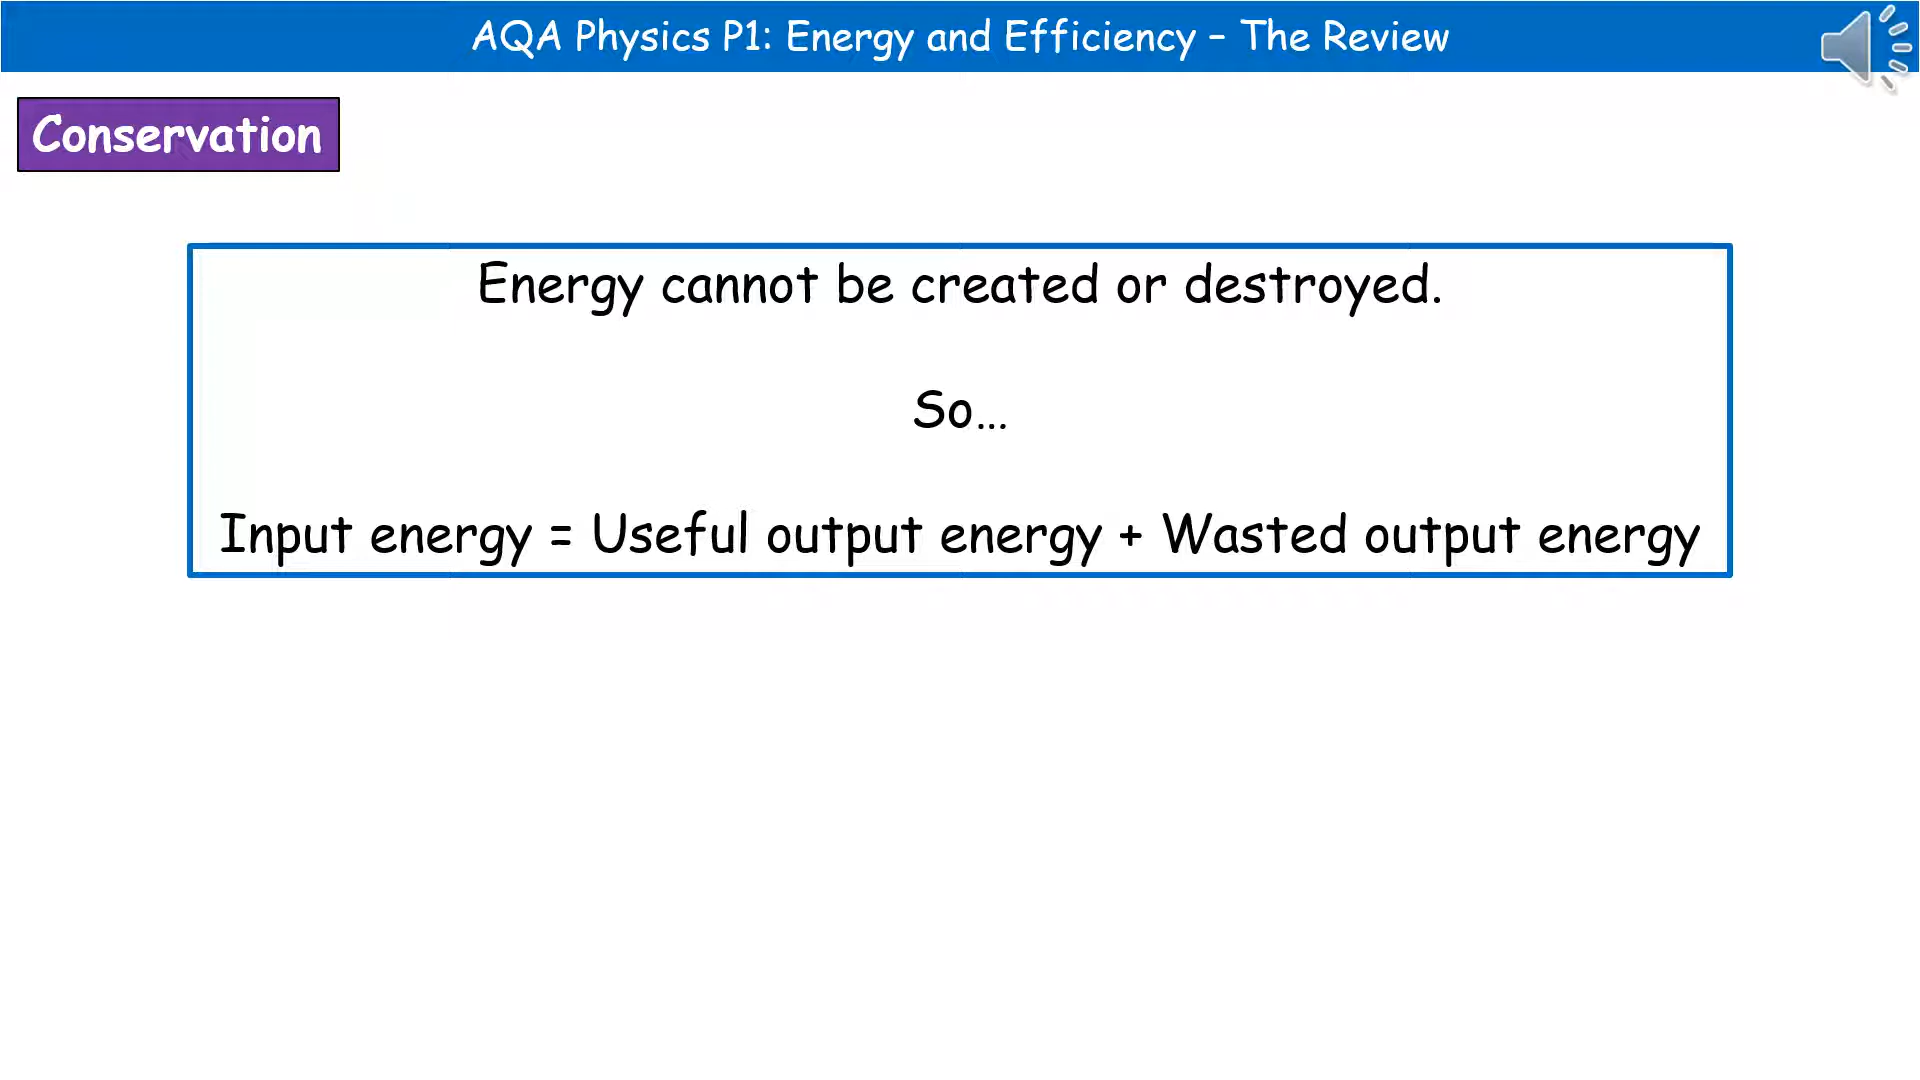 AQA Physics P1: Energy and Efficiency – The Review
Conservation
Energy cannot be created or destroyed.
So…
Input energy = Useful output energy + Wasted output energy